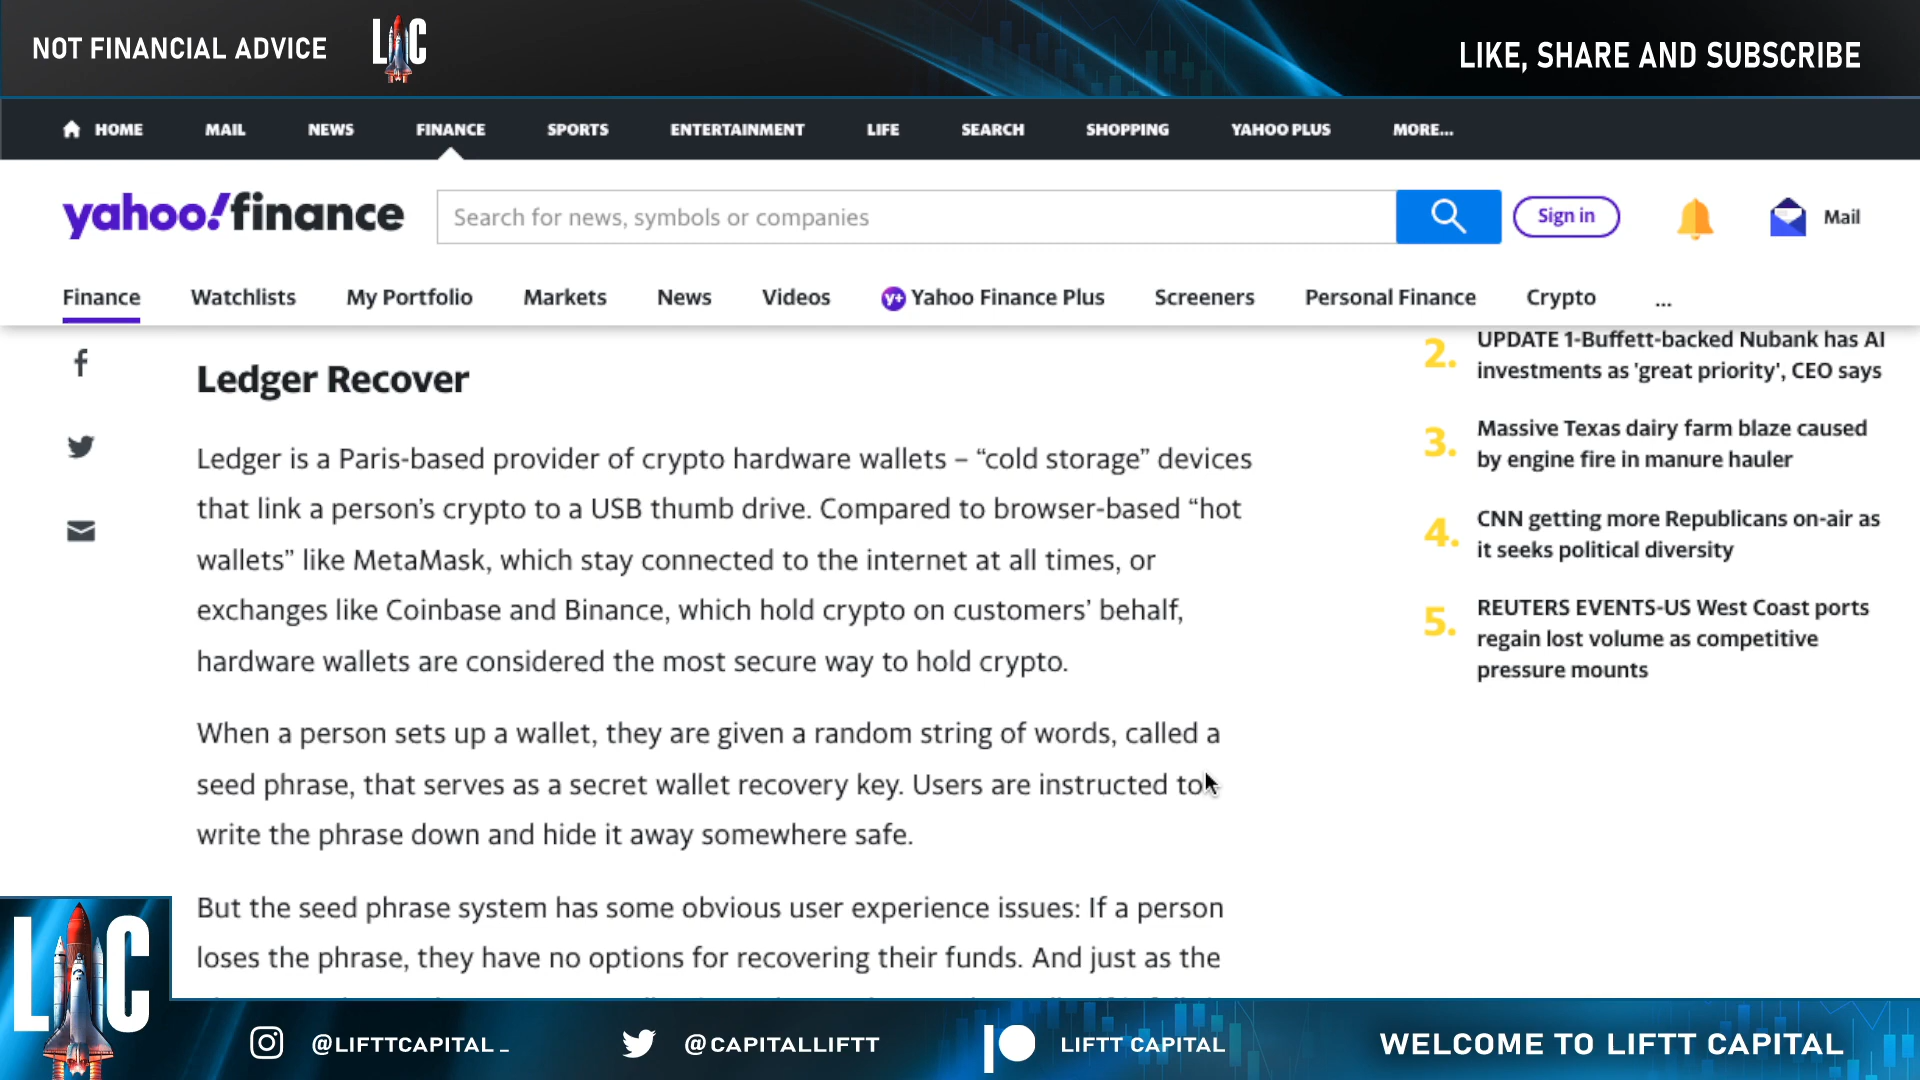 NOT FINANCIAL ADVICE
LC
LIKE, SHARE AND SUBSCRIBE
HOME MAIL NEWS FINANCE SPORTS ENTERTAINMENT LIFE SEARCH SHOPPING YAHOO PLUS MORE...
yahoo!finance
Search for news, symbols or companies
Sign in
Mail
Finance Watchlists My Portfolio Markets News Videos y+ Yahoo Finance Plus Screeners Personal Finance Crypto ...
Ledger Recover
Ledger is a Paris-based provider of crypto hardware wallets – “cold storage” devices
that link a person’s crypto to a USB thumb drive. Compared to browser-based “hot
wallets” like MetaMask, which stay connected to the internet at all times, or
exchanges like Coinbase and Binance, which hold crypto on customers’ behalf,
hardware wallets are considered the most secure way to hold crypto.
When a person sets up a wallet, they are given a random string of words, called a
seed phrase, that serves as a secret wallet recovery key. Users are instructed to
write the phrase down and hide it away somewhere safe.
But the seed phrase system has some obvious user experience issues: If a person
loses the phrase, they have no options for recovering their funds. And just as the
2. UPDATE 1-Buffett-backed Nubank has AI
investments as 'great priority', CEO says
3. Massive Texas dairy farm blaze caused
by engine fire in manure hauler
4. CNN getting more Republicans on-air as
it seeks political diversity
5. REUTERS EVENTS-US West Coast ports
regain lost volume as competitive
pressure mounts
LC
@LIFTTCAPITAL_
@CAPITALLIFTT
LIFTT CAPITAL
WELCOME TO LIFTT CAPITAL